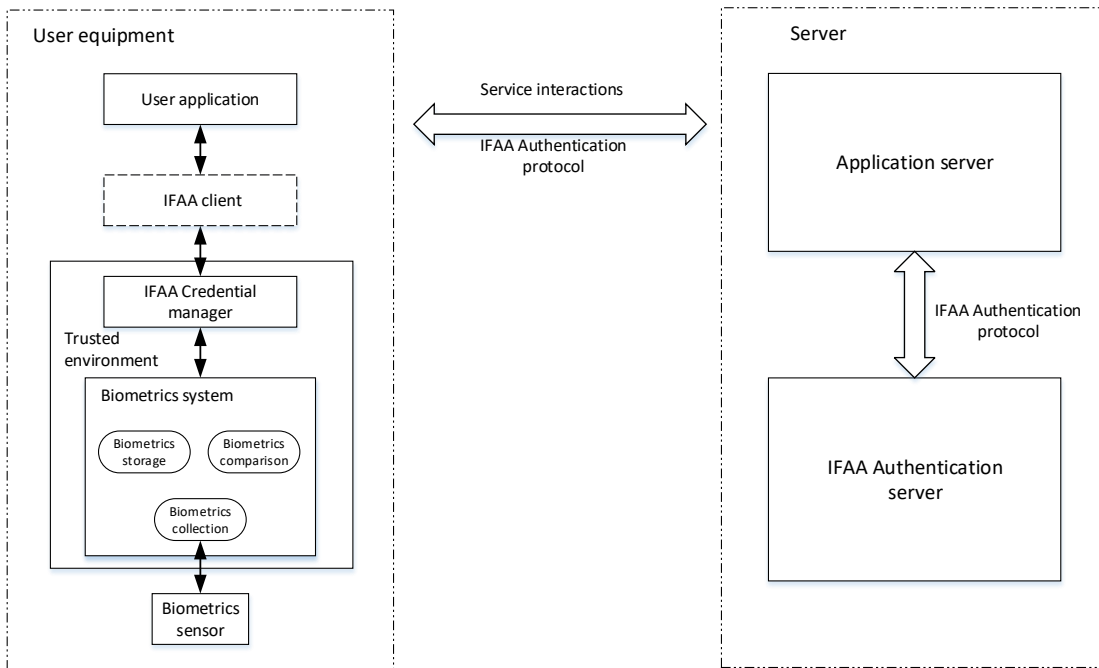 User equipment
User application
IFAA client
IFAA Credential
manager
Trusted
environment
Biometrics system
Biometrics
storage
Biometrics
comparison
Biometrics
collection
Biometrics
sensor
Service interactions
IFAA Authentication
protocol
Server
Application server
IFAA Authentication
protocol
IFAA Authentication
server